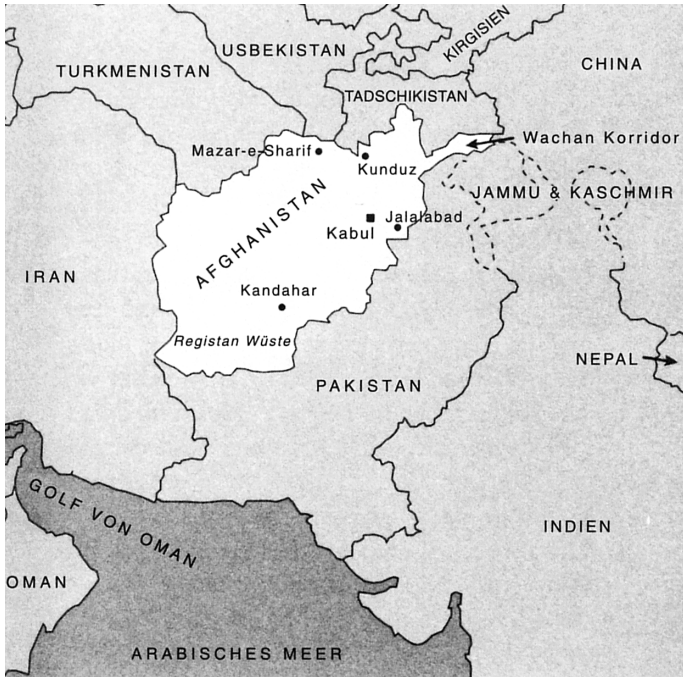 KIRGISIEN
USBEKISTAN
CHINA
TURKMENISTAN
TADSCHIKISTAN
Wachan Korridor
Mazar-e-Sharif
Kunduz
JAMMU & KASCHMIR
AFGHANISTAN
Jalalabad
Kabul
IRAN
Kandahar
Registan Wüste
NEPAL
PAKISTAN
GOLF VON OMAN
INDIEN
OMAN
ARABISCHES MEER